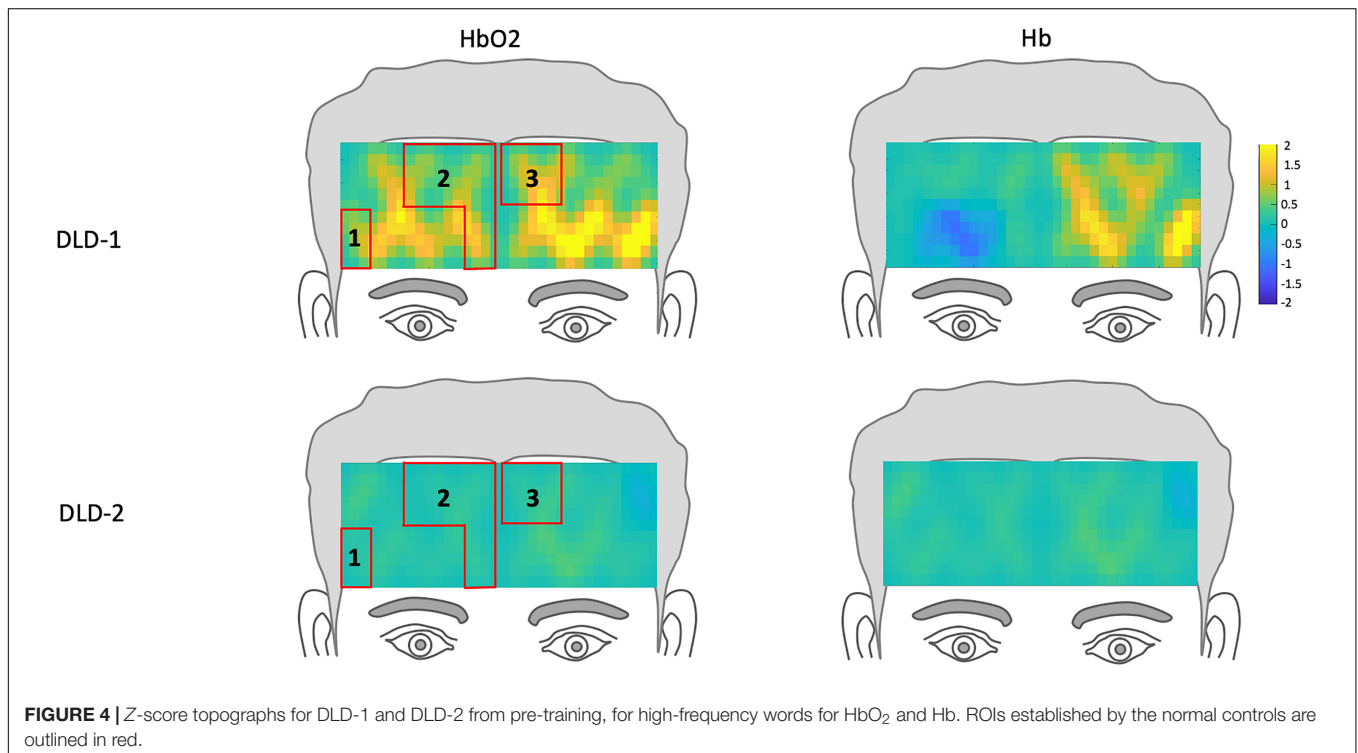 HbO2 Hb
DLD-1
2 3
1
2
1.5
1
0.5
0
-0.5
-1
-1.5
-2
DLD-2
2 3
1
FIGURE 4 | Z-score topographs for DLD-1 and DLD-2 from pre-training, for high-frequency words for HbO₂ and Hb. ROIs established by the normal controls are
outlined in red.